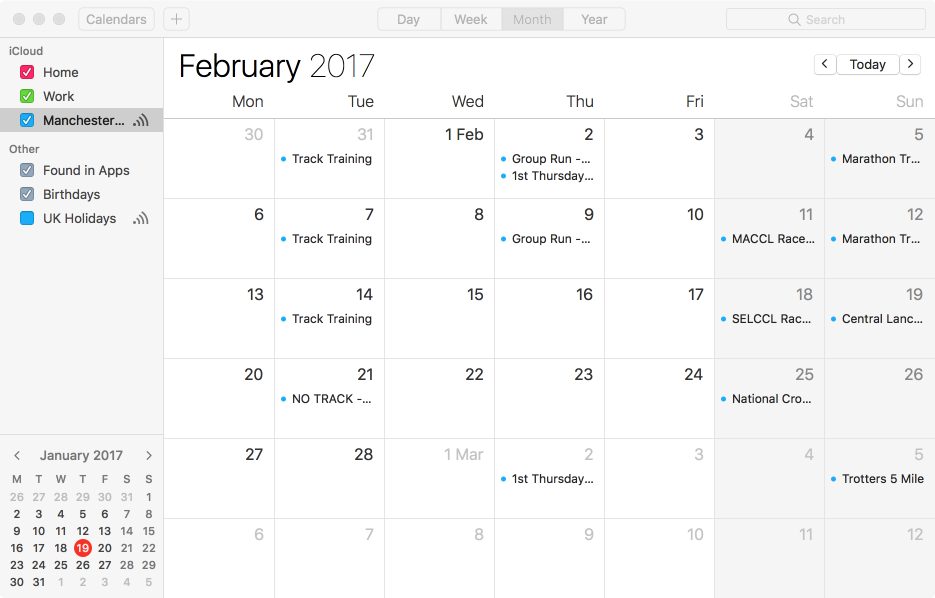 Calendars + Day Week Month Year Search
iCloud
Home
Work
Manchester...
Other
Found in Apps
Birthdays
UK Holidays
January 2017
M T W T F S S
26 27 28 29 30 31 1
2 3 4 5 6 7 8
9 10 11 12 13 14 15
16 17 18 19 20 21 22
23 24 25 26 27 28 29
30 31 1 2 3 4 5
February 2017
Today
Mon Tue Wed Thu Fri Sat Sun
30 31 1 Feb 2 3 4 5
Track Training Group Run -... Marathon Tr...
1st Thursday...
6 7 8 9 10 11 12
Track Training Group Run -... MACCL Race... Marathon Tr...
13 14 15 16 17 18 19
Track Training SELCCL Rac... Central Lanc...
20 21 22 23 24 25 26
NO TRACK -... National Cro...
27 28 1 Mar 2 3 4 5
1st Thursday... Trotters 5 Mile
6 7 8 9 10 11 12